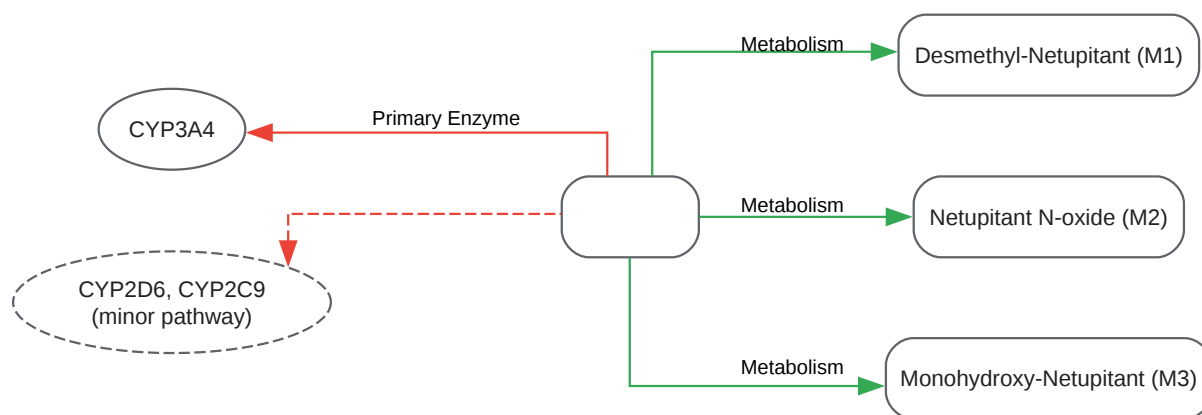 Metabolism
Desmethyl-Netupitant (M1)
Primary Enzyme
CYP3A4
Metabolism
Netupitant N-oxide (M2)
CYP2D6, CYP2C9
(minor pathway)
Metabolism
Monohydroxy-Netupitant (M3)